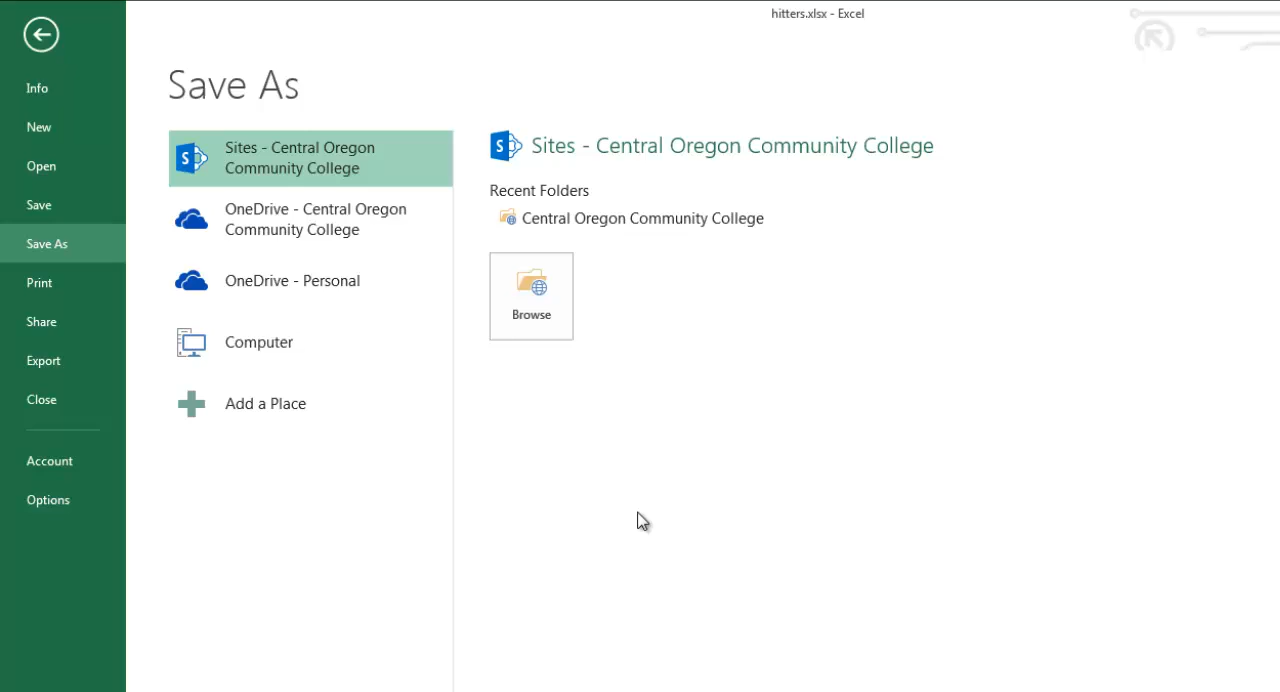 hitters.xlsx - Excel
Info
New
Open
Save
Save As
Print
Share
Export
Close
Account
Options
Save As
Sites - Central Oregon
Community College
OneDrive - Central Oregon
Community College
OneDrive - Personal
Computer
Add a Place
Sites - Central Oregon Community College
Recent Folders
Central Oregon Community College
Browse